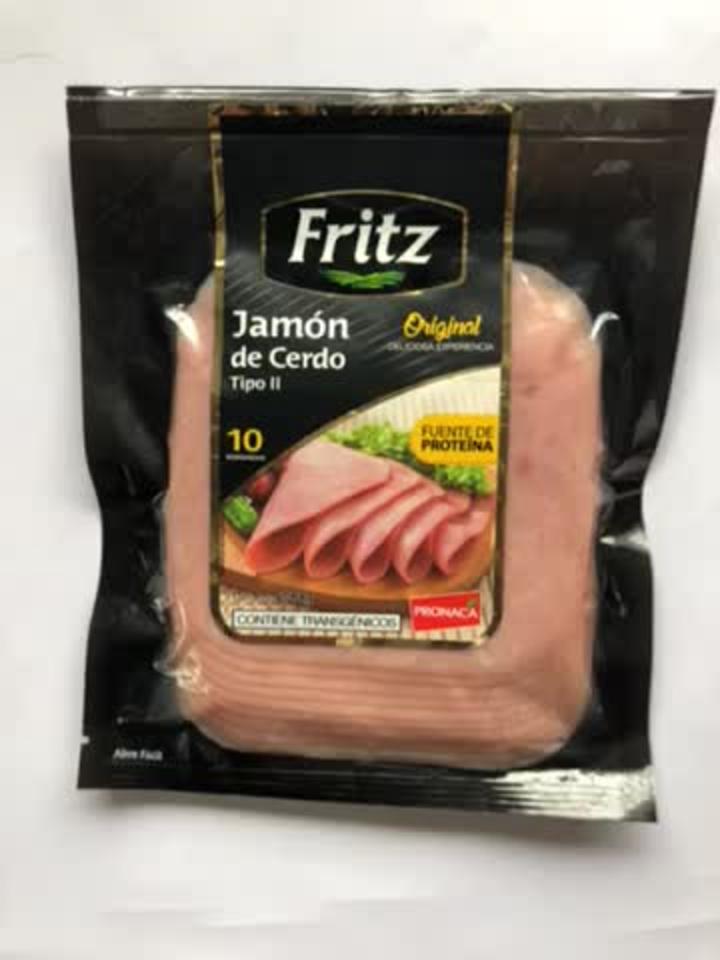 Fritz
Jamón
de Cerdo
Tipo II
Original
DELICIOSA EXPERIENCIA
10
FUENTE DE
PROTEÍNA
PRONACA
CONTIENE TRANSGÉNICOS
Abre Fácil